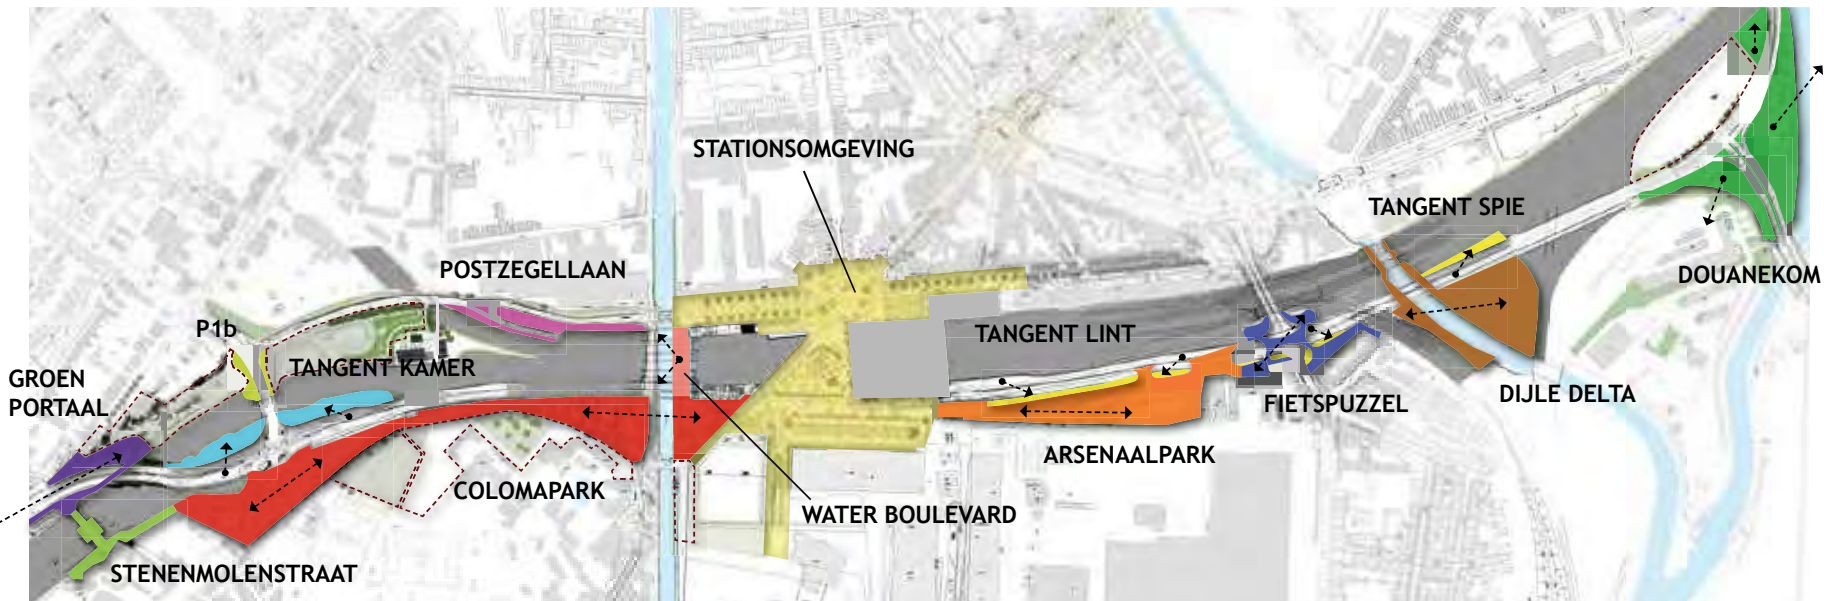 STATIONSOMGEVING
TANGENT SPIE
POSTZEGELLAAN
DOUANEKOM
P1b
TANGENT LINT
TANGENT KAMER
GROEN
PORTAAL
DIJLE DELTA
FIETSPUZZEL
ARSENAALPARK
COLOMAPARK
WATER BOULEVARD
STENENMOLENSTRAAT